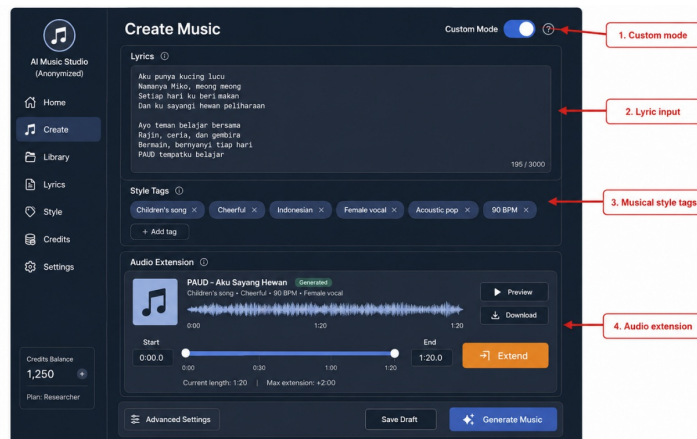 AI Music Studio
(Anonymized)
Home
Create
Library
Lyrics
Style
Credits
Settings
Credits Balance
1,250 +
Plan: Researcher
Create Music
Custom Mode ?
Lyrics
Aku punya kucing lucu
Namanya Miko, meong meong
Setiap hari ku beri makan
Dan ku sayangi hewan peliharaan
Ayo teman belajar bersama
Rajin, ceria, dan gembira
Bermain, bernyanyi tiap hari
PAUD tempatku belajar
195 / 3000
Style Tags
Children's song × Cheerful × Indonesian × Female vocal × Acoustic pop × 90 BPM ×
+ Add tag
Audio Extension
PAUD - Aku Sayang Hewan Generated
Children's song • Cheerful • 90 BPM • Female vocal
0:00 1:20 1:20
Preview
Download
Start End
0:00.0 1:20.0
0:00 0:30 1:00 1:20
Extend
Current length: 1:20 | Max extension: +2:00
Advanced Settings Save Draft Generate Music
1. Custom mode
2. Lyric input
3. Musical style tags
4. Audio extension